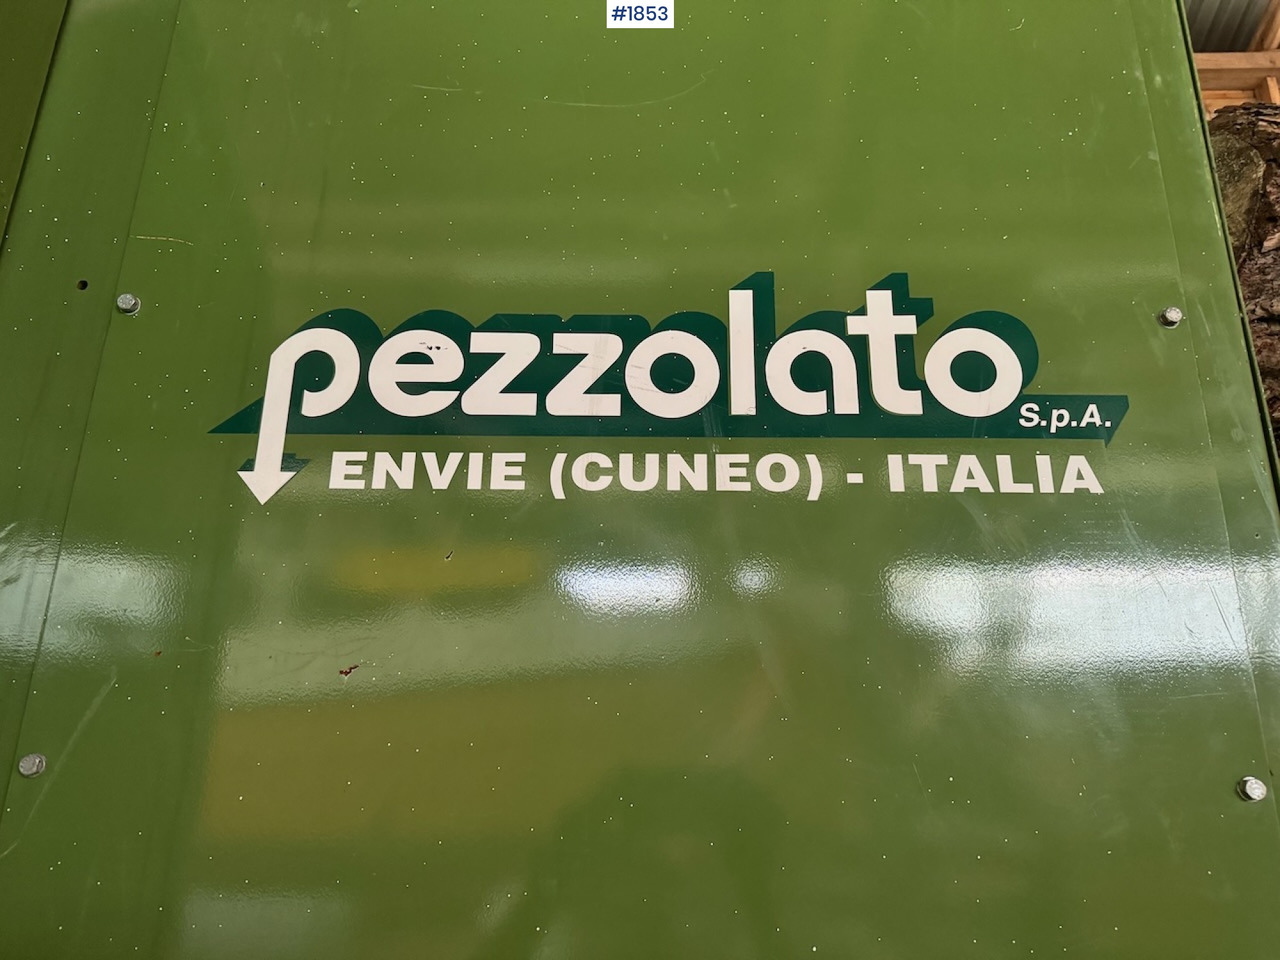 #1853
pezzolato
S.p.A.
ENVIE (CUNEO) - ITALIA